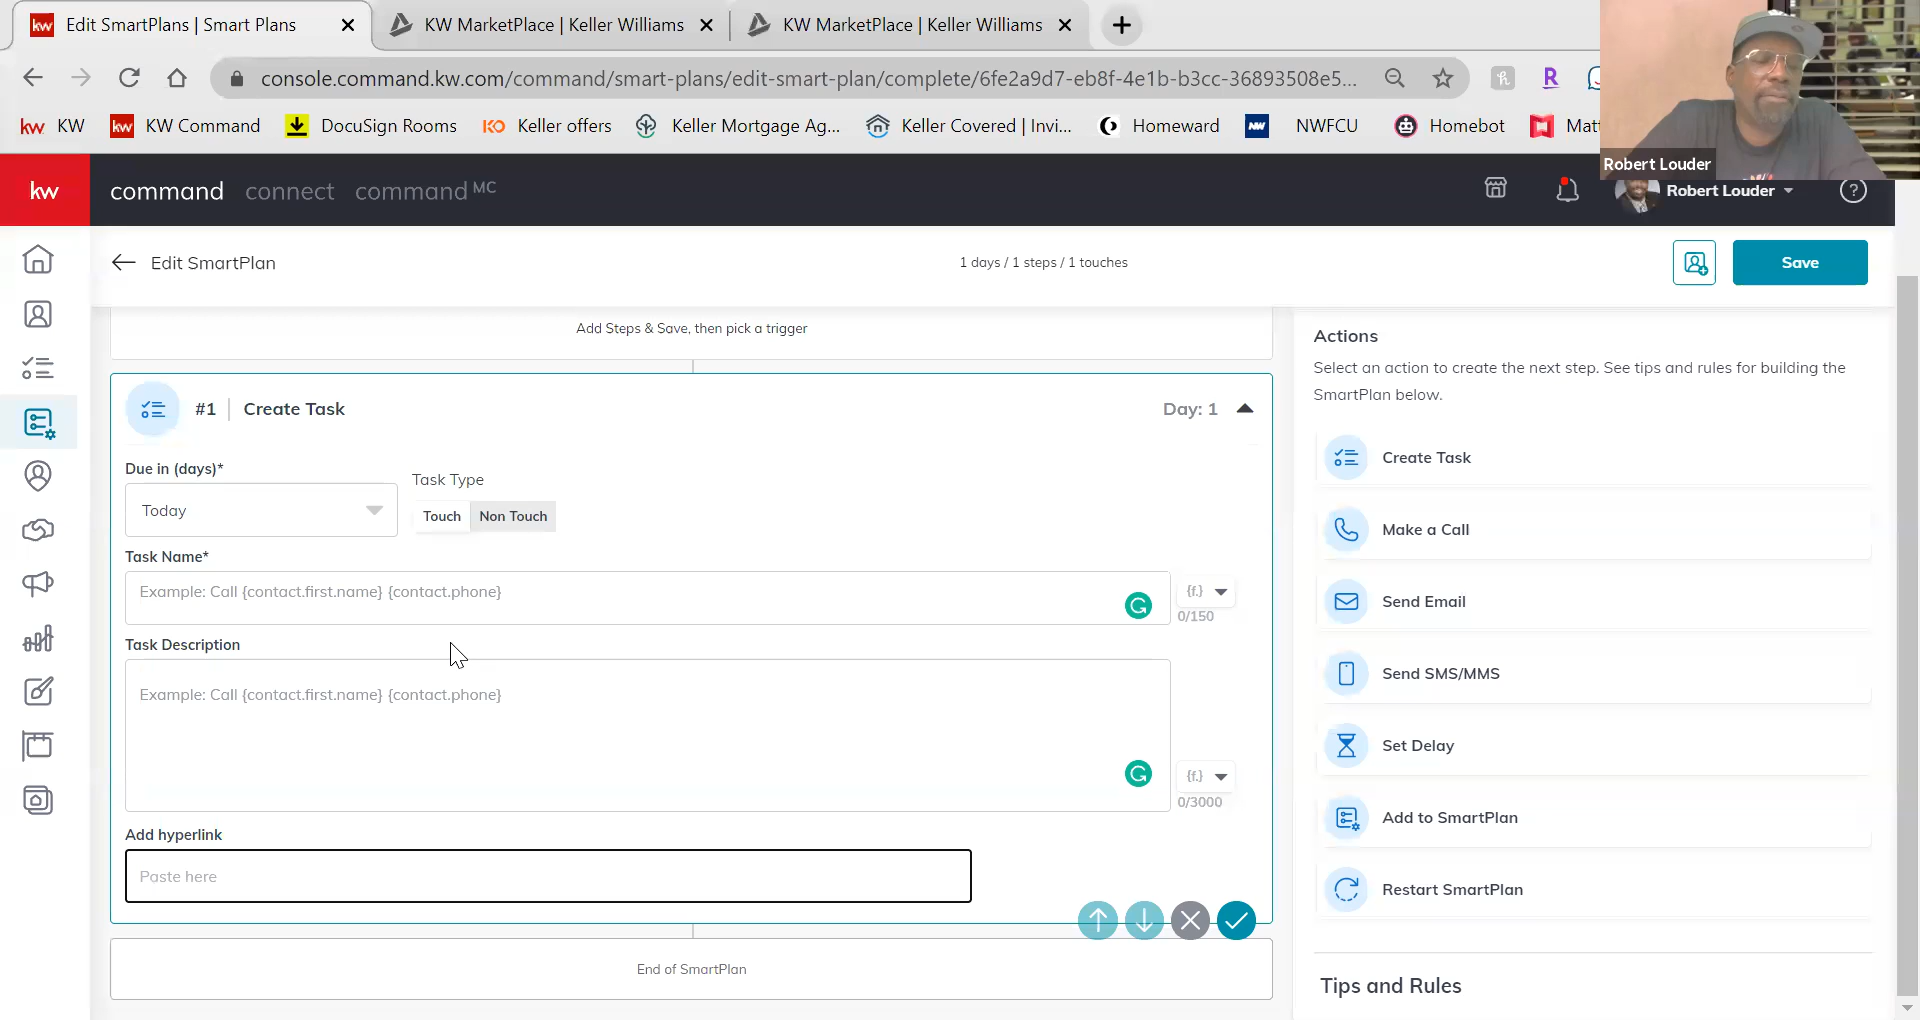 kw Edit SmartPlans | Smart Plans
KW MarketPlace | Keller Williams
KW MarketPlace | Keller Williams
console.command.kw.com/command/smart-plans/edit-smart-plan/complete/6fe2a9d7-eb8f-4e1b-b3cc-36893508e5...
h
R
kw KW
kw KW Command
DocuSign Rooms
KO Keller offers
Keller Mortgage Ag...
Keller Covered | Invi...
Homeward
NW NWFCU
Homebot
Matt
Robert Louder
kw
command connect command MC
Robert Louder
?
Edit SmartPlan
1 days / 1 steps / 1 touches
Save
Add Steps & Save, then pick a trigger
#1 Create Task
Day: 1
Due in (days)*
Task Type
Today
Touch Non Touch
Task Name*
Example: Call {contact.first.name} {contact.phone}
G
{f.}
0/150
Task Description
Example: Call {contact.first.name} {contact.phone}
G
{f.}
0/3000
Add hyperlink
Paste here
End of SmartPlan
Actions
Select an action to create the next step. See tips and rules for building the
SmartPlan below.
Create Task
Make a Call
Send Email
Send SMS/MMS
Set Delay
Add to SmartPlan
Restart SmartPlan
Tips and Rules